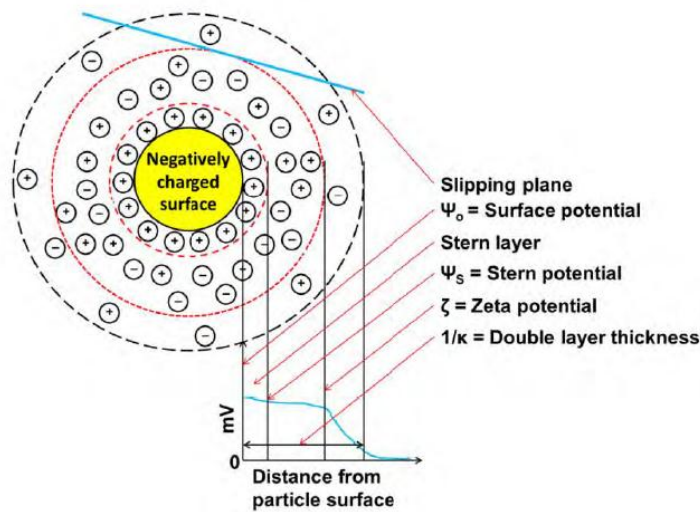 Negatively
charged
surface
Slipping plane
Ψo = Surface potential
Stern layer
ΨS = Stern potential
ζ = Zeta potential
1/κ = Double layer thickness
mV
0
Distance from
particle surface